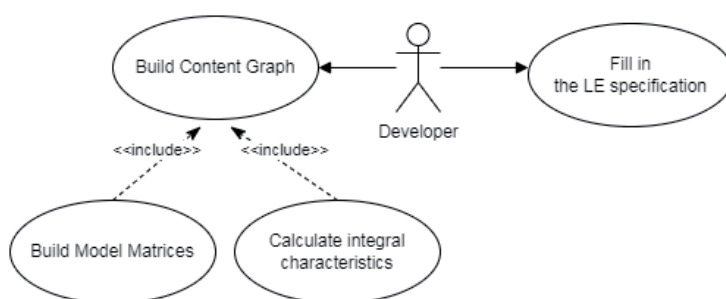 Build Content Graph
Fill in
the LE specification
Developer
<<include>>
<<include>>
Build Model Matrices
Calculate integral
characteristics